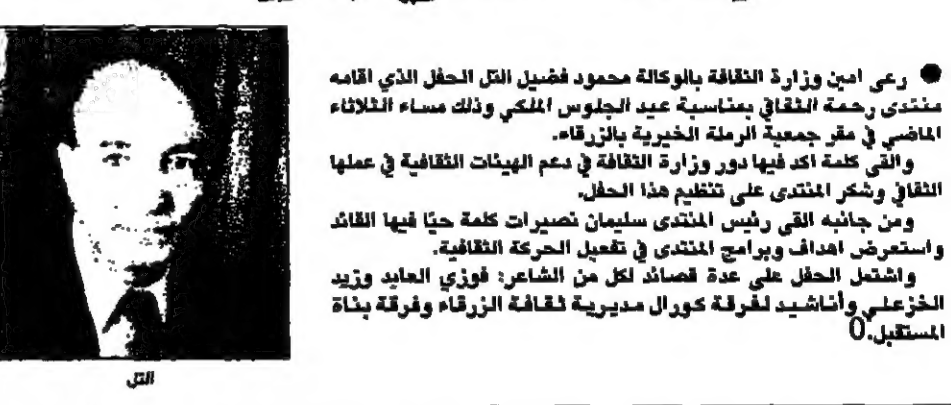 ● رعى امين وزارة الثقافة بالوكالة محمود فضيل التل الحفل الذي اقامه
منتدى رحمة الثقافي بمناسبة عيد الجلوس الملكي وذلك مساء الثلاثاء
الماضي في مقر جمعية الرملة الخيرية بالزرقاء.
والقى كلمة اكد فيها دور وزارة الثقافة في دعم الهيئات الثقافية في عملها
الثقافي وشكر المنتدى على تنظيم هذا الحفل.
ومن جانبه القى رئيس المنتدى سليمان نصيرات كلمة حيّا فيها القائد
واستعرض اهداف وبرامج المنتدى في تفعيل الحركة الثقافية.
واشتمل الحفل على عدة قصائد لكل من الشاعر: فوزي العابد وزيد
الخزعلي وأناشيد لفرقة كورال مديرية ثقافة الزرقاء وفرقة بناة
المستقبل.0
التل